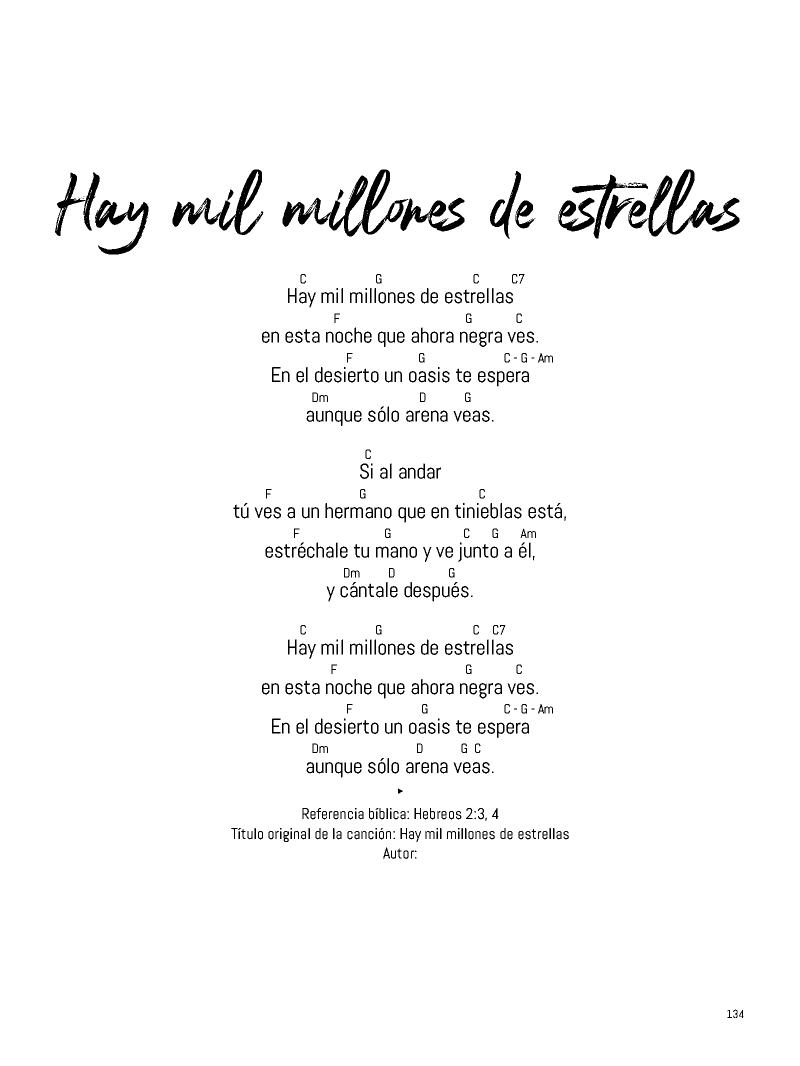 Hay mil millones de estrellas
C G C C7
Hay mil millones de estrellas
F G C
en esta noche que ahora negra ves.
F G C - G - Am
En el desierto un oasis te espera
Dm D G
aunque sólo arena veas.
C
Si al andar
F G C
tú ves a un hermano que en tinieblas está,
F G C G Am
estréchale tu mano y ve junto a él,
Dm D G
y cántale después.
C G C C7
Hay mil millones de estrellas
F G C
en esta noche que ahora negra ves.
F G C - G - Am
En el desierto un oasis te espera
Dm D G C
aunque sólo arena veas.
Referencia bíblica: Hebreos 2:3, 4
Título original de la canción: Hay mil millones de estrellas
Autor:
134